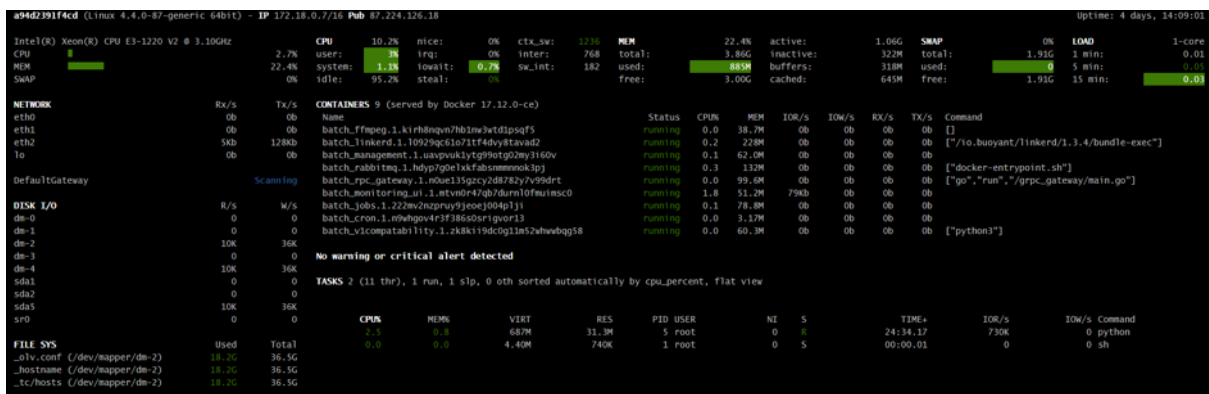 a94d2391f4cd (Linux 4.4.0-87-generic 64bit) - IP 172.18.0.7/16 Pub 87.224.126.18 Uptime: 4 days, 14:09:01
Intel(R) Xeon(R) CPU E3-1220 V2 @ 3.10GHz CPU 10.2% nice: 0% ctx_sw: 1236 MEM 22.4% active: 1.06G SWAP 0% LOAD 1-core
CPU 2.7% user: 3% irq: 0% inter: 768 total: 3.86G inactive: 322M total: 1.91G 1 min: 0.01
MEM 22.4% system: 1.1% iowait: 0.7% sw_int: 182 used: 885M buffers: 318M used: 0 5 min: 0.05
SWAP 0% idle: 95.2% steal: 0% free: 3.00G cached: 645M free: 1.91G 15 min: 0.03
NETWORK Rx/s Tx/s CONTAINERS 9 (served by Docker 17.12.0-ce)
eth0 0b 0b Name Status CPU% MEM IOR/s IOW/s RX/s TX/s Command
eth1 0b 0b batch_ffmpeg.1.kirh8nqvn7hb1nw3wtd1psqf5 running 0.0 38.7M 0b 0b 0b 0b []
eth2 5Kb 128Kb batch_linkerd.1.l0929qc61o71tf4dvy8tavad2 running 0.2 228M 0b 0b 0b 0b ["/io.buoyant/linkerd/1.3.4/bundle-exec"]
lo 0b 0b batch_management.1.uavpvuk1ytg99otg02my3i60v running 0.1 62.0M 0b 0b 0b 0b
batch_rabbitmq.1.hdyp7g0elxkfabsnmmnnok3pj running 0.3 132M 0b 0b 0b 0b ["docker-entrypoint.sh"]
DefaultGateway Scanning batch_rpc_gateway.1.n0ue135gzcy2d8782y7v99drt running 0.0 99.6M 0b 0b 0b 0b ["go","run","/grpc_gateway/main.go"]
batch_monitoring_ui.1.mtvn0r47qb7durnl0fmuimsc0 running 1.8 51.2M 79Kb 0b 0b 0b
DISK I/O R/s W/s batch_jobs.1.222mv2nzpruy9jeoej004plji running 0.1 78.8M 0b 0b 0b 0b
dm-0 0 0 batch_cron.1.n9whgov4r3f386s0srigvor13 running 0.0 3.17M 0b 0b 0b 0b
dm-1 0 0 batch_v1compatability.1.zk8kii9dc0g11m52whwwbqg58 running 0.0 60.3M 0b 0b 0b 0b ["python3"]
dm-2 10K 36K
dm-3 0 0 No warning or critical alert detected
dm-4 10K 36K
sda1 0 0 TASKS 2 (11 thr), 1 run, 1 slp, 0 oth sorted automatically by cpu_percent, flat view
sda2 0 0
sda5 10K 36K
sr0 0 0 CPU% MEM% VIRT RES PID USER NI S TIME+ IOR/s IOW/s Command
2.5 0.8 687M 31.3M 5 root 0 R 24:34.17 730K 0 python
FILE SYS Used Total 0.0 0.0 4.40M 740K 1 root 0 S 00:00.01 0 0 sh
_olv.conf (/dev/mapper/dm-2) 18.2G 36.5G
_hostname (/dev/mapper/dm-2) 18.2G 36.5G
_tc/hosts (/dev/mapper/dm-2) 18.2G 36.5G